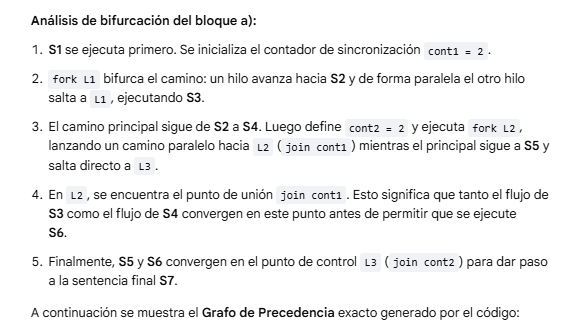 Análisis de bifurcación del bloque a):
1. S1 se ejecuta primero. Se inicializa el contador de sincronización cont1 = 2 .
2. fork L1 bifurca el camino: un hilo avanza hacia S2 y de forma paralela el otro hilo
salta a L1 , ejecutando S3.
3. El camino principal sigue de S2 a S4. Luego define cont2 = 2 y ejecuta fork L2 ,
lanzando un camino paralelo hacia L2 ( join cont1 ) mientras el principal sigue a S5 y
salta directo a L3 .
4. En L2 , se encuentra el punto de unión join cont1 . Esto significa que tanto el flujo de
S3 como el flujo de S4 convergen en este punto antes de permitir que se ejecute
S6.
5. Finalmente, S5 y S6 convergen en el punto de control L3 ( join cont2 ) para dar paso
a la sentencia final S7.
A continuación se muestra el Grafo de Precedencia exacto generado por el código: